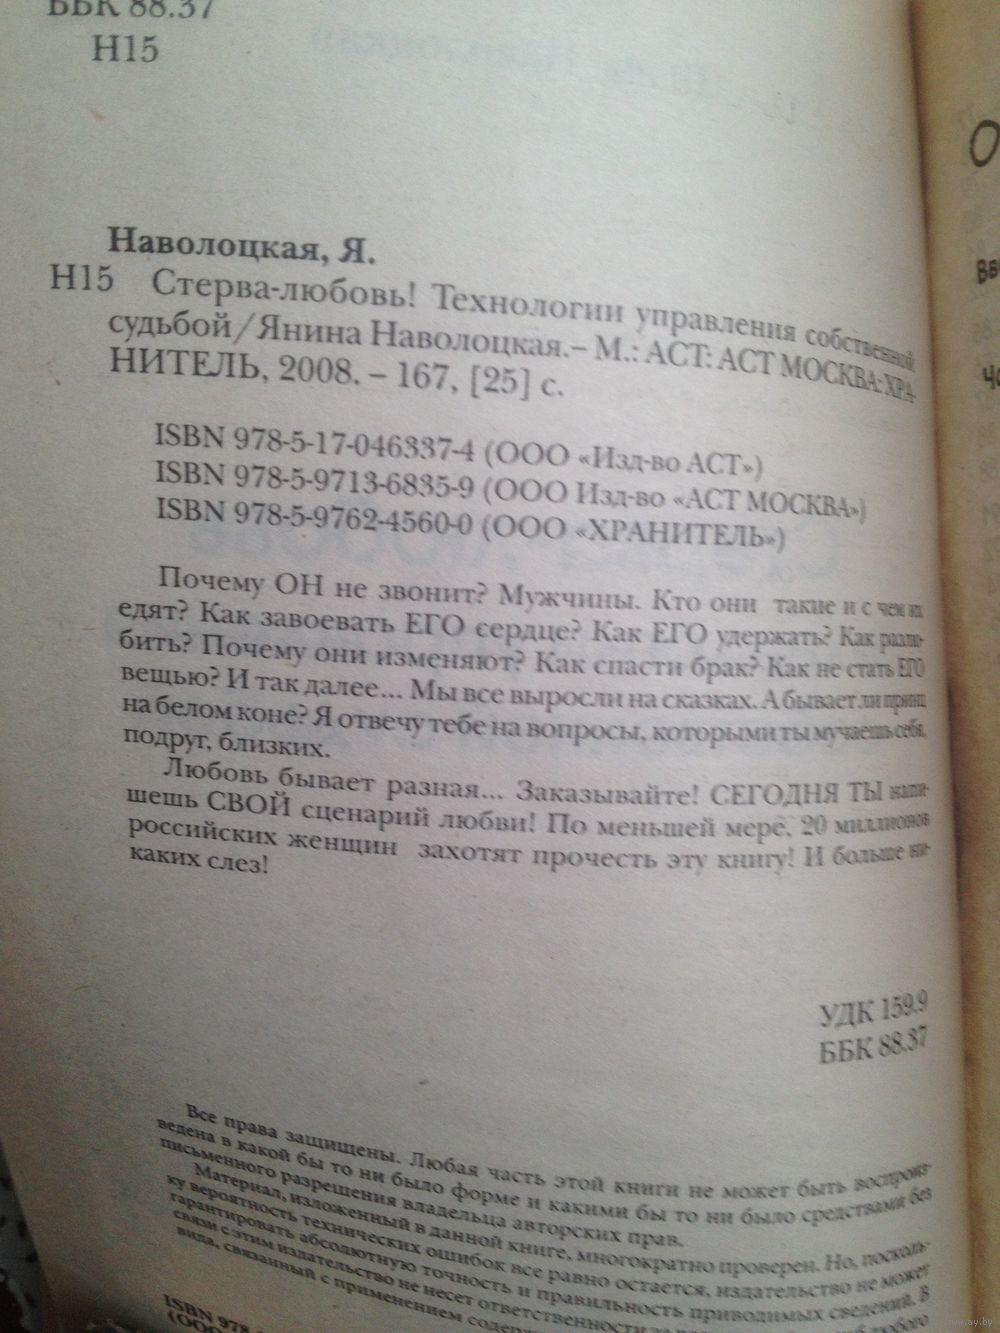 ББК 88.37
Н15
Наволоцкая, Я.
Н15 Стерва-любовь! Технологии управления собственной
судьбой/Янина Наволоцкая.– М.: АСТ: АСТ МОСКВА: ХРА-
НИТЕЛЬ, 2008. – 167, [25] с.
ISBN 978-5-17-046337-4 (ООО «Изд-во АСТ»)
ISBN 978-5-9713-6835-9 (ООО Изд-во «АСТ МОСКВА»)
ISBN 978-5-9762-4560-0 (ООО «ХРАНИТЕЛЬ»)
Почему ОН не звонит? Мужчины. Кто они такие и с чем их
едят? Как завоевать ЕГО сердце? Как ЕГО удержать? Как разлю-
бить? Почему они изменяют? Как спасти брак? Как не стать ЕГО
вещью? И так далее... Мы все выросли на сказках. А бывает ли принц
на белом коне? Я отвечу тебе на вопросы, которыми ты мучаешь себя,
подруг, близких.
Любовь бывает разная... Заказывайте! СЕГОДНЯ ТЫ напи-
шешь СВОЙ сценарий любви! По меньшей мере, 20 миллионов
российских женщин захотят прочесть эту книгу! И больше ни-
каких слез!
УДК 159.9
ББК 88.37
Все права защищены. Любая часть этой книги не может быть воспроиз-
ведена в какой бы то ни было форме и какими бы то ни было средствами без
письменного разрешения владельца авторских прав.
Материал, изложенный в данной книге, многократно проверен. Но, посколь-
ку вероятность технических ошибок все равно остается, издательство не может
гарантировать абсолютную точность и правильность приводимых сведений. В
связи с этим издательство не несет ответственности за любого
вида, связанный с применением
ISBN 978
(ООО